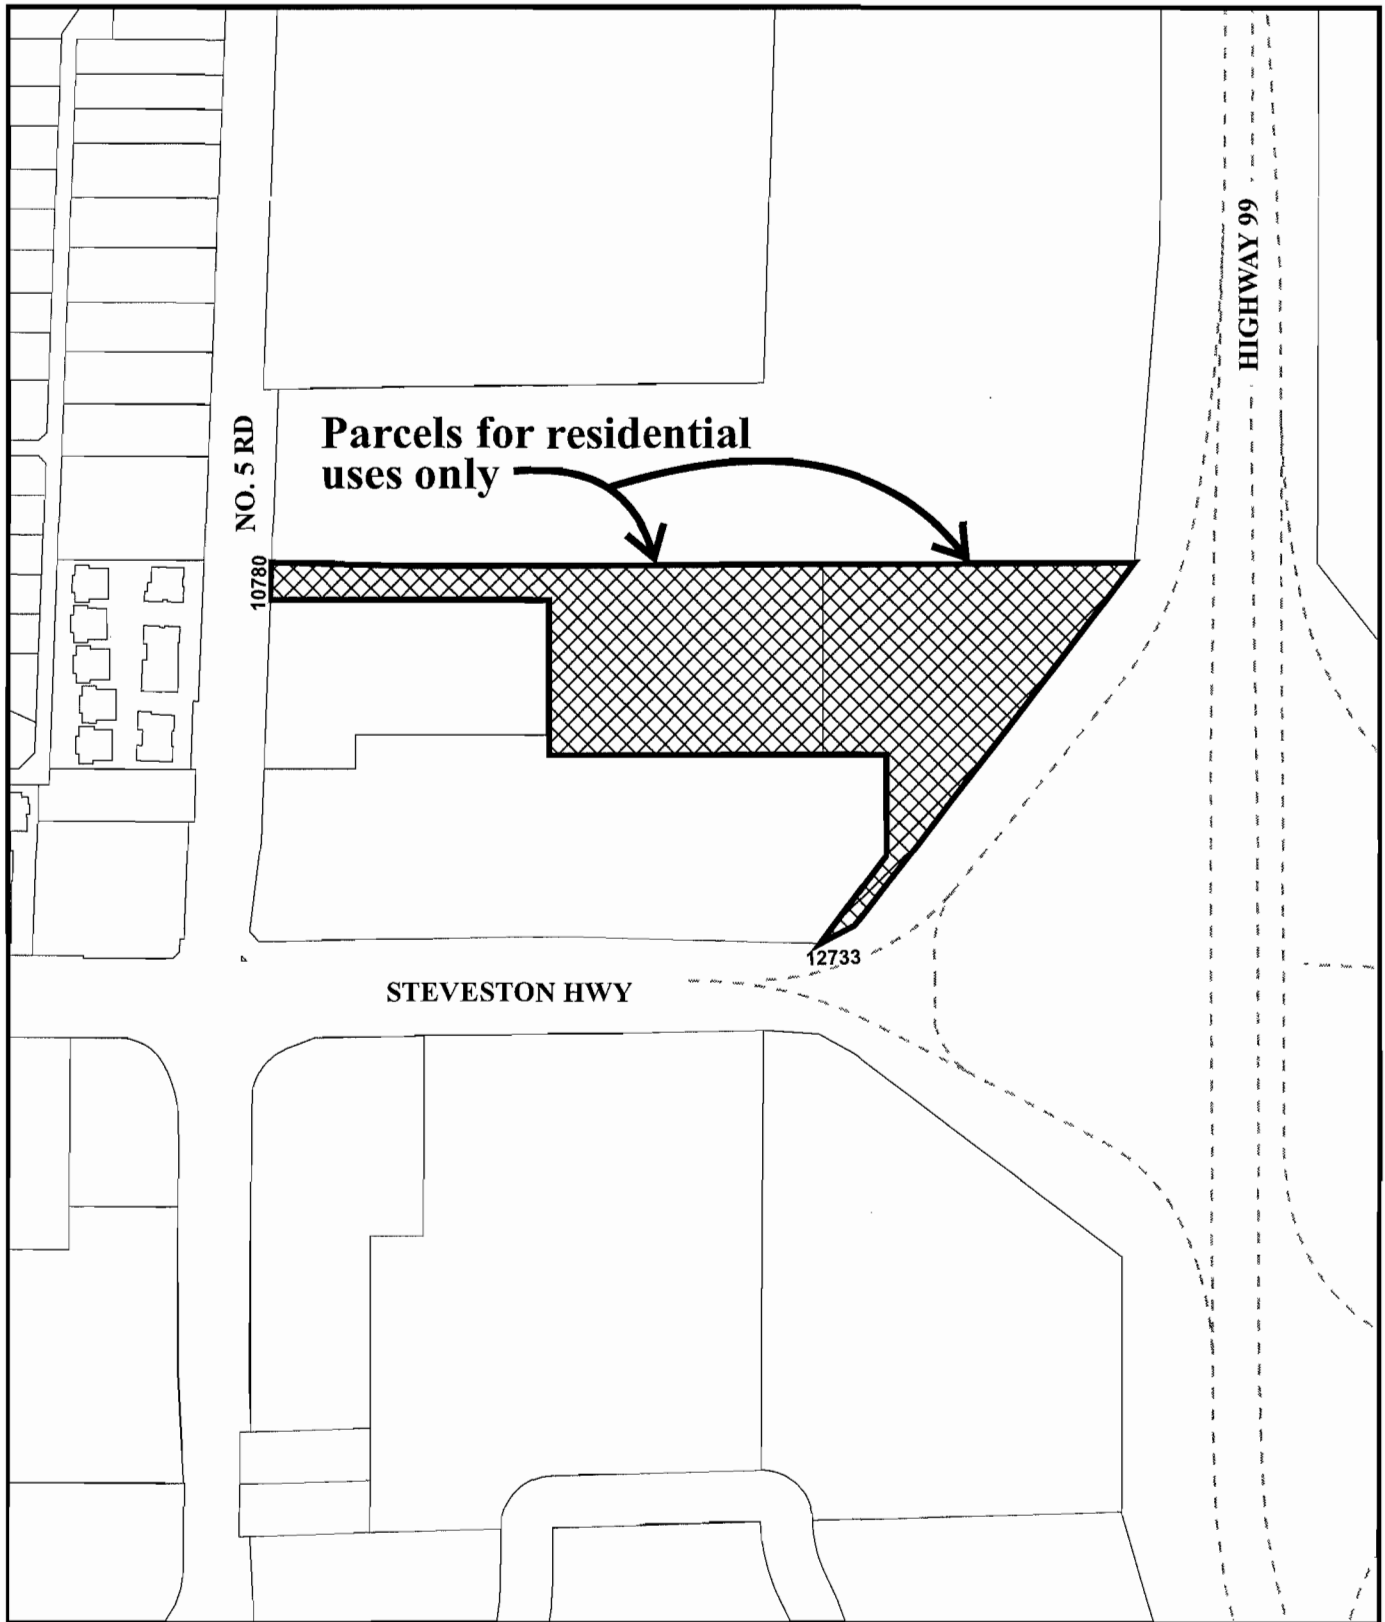 HIGHWAY 99
NO. 5 RD
Parcels for residential
uses only
10780
12733
STEVESTON HWY